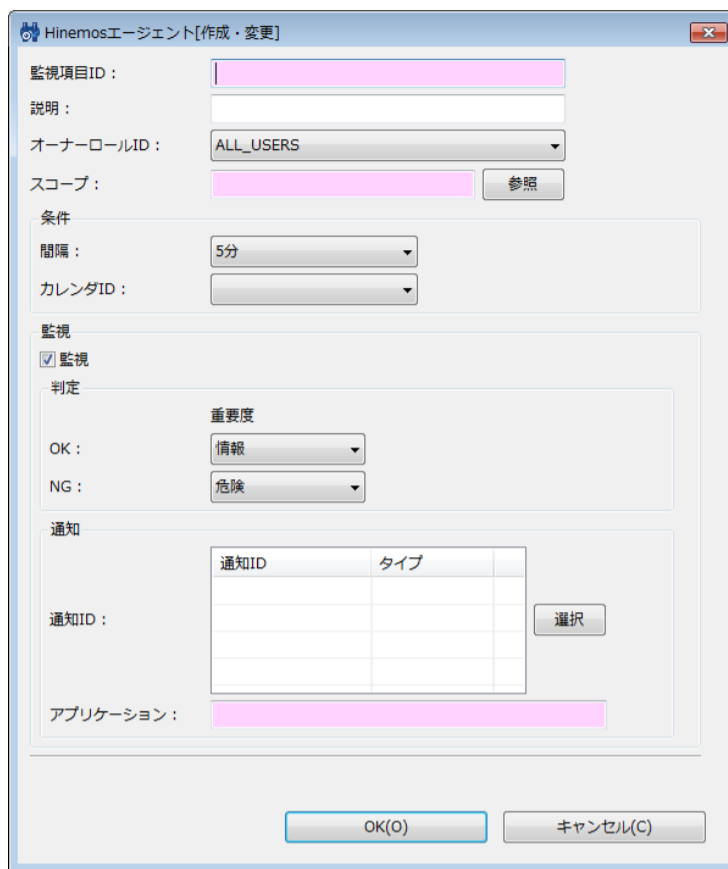 Hinemosエージェント[作成・変更]
監視項目ID：
説明：
オーナーロールID： ALL_USERS
スコープ： 参照
条件
間隔： 5分
カレンダID：
監視
監視
判定
重要度
OK： 情報
NG： 危険
通知
通知ID タイプ
通知ID： 選択
アプリケーション：
OK(O) キャンセル(C)